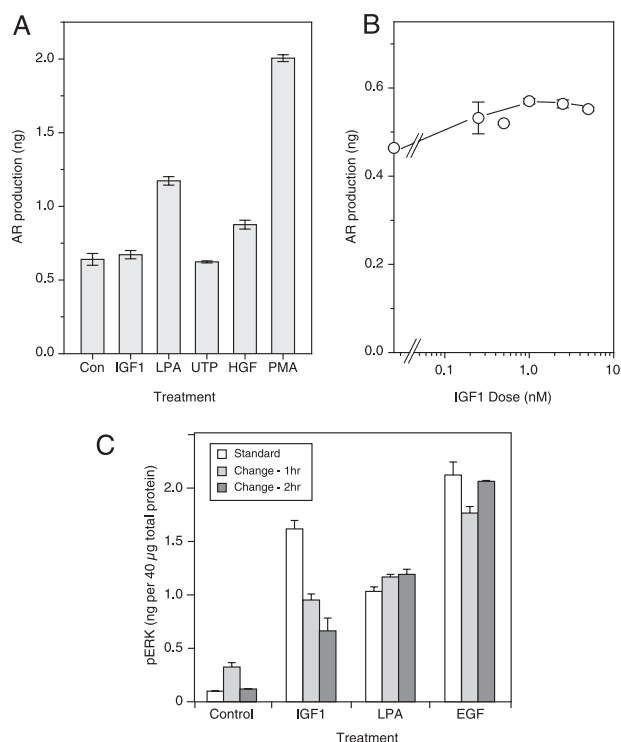 A
AR production (ng)
2.0
1.5
1.0
0.5
0.0
Con IGF1 LPA UTP HGF PMA
Treatment
B
AR production (ng)
0.6
0.4
0.2
0.0
0.1 1.0 10
IGF1 Dose (nM)
C
pERK (ng per 40 µg total protein)
2.0
1.5
1.0
0.5
0
Standard
Change - 1hr
Change - 2hr
Control IGF1 LPA EGF
Treatment